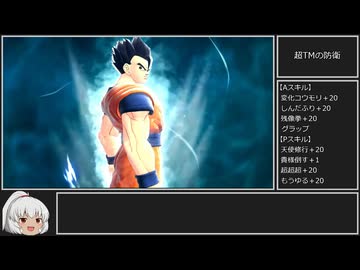 超TMの防衛
【Aスキル】
変化コウモリ+20
しんだふり+20
残像拳+20
グラップ
【Pスキル】
天使修行+20
貴様倒す+1
超超超+20
もうゆる+20